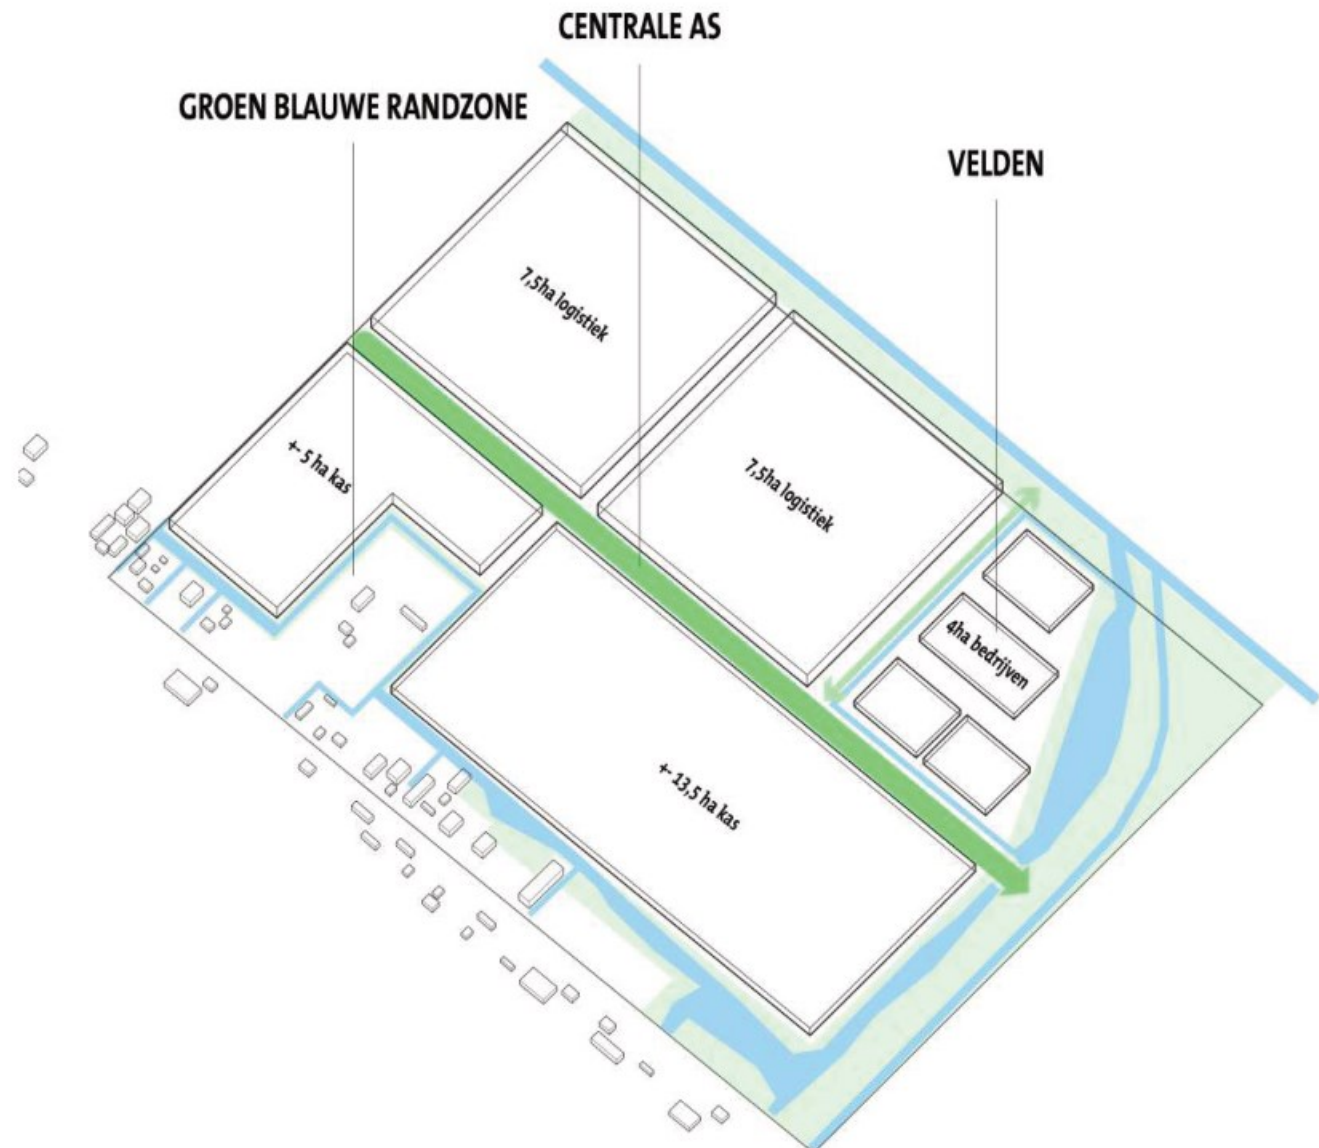 CENTRALE AS
GROEN BLAUWE RANDZONE
VELDEN
7,5ha logistiek
+- 5 ha kas
7,5ha logistiek
4ha bedrijven
+- 13,5 ha kas